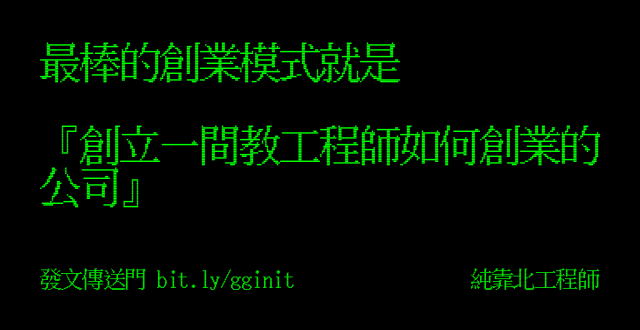 最棒的創業模式就是
『創立一間教工程師如何創業的
公司』
發文傳送門 bit.ly/gginit
純靠北工程師